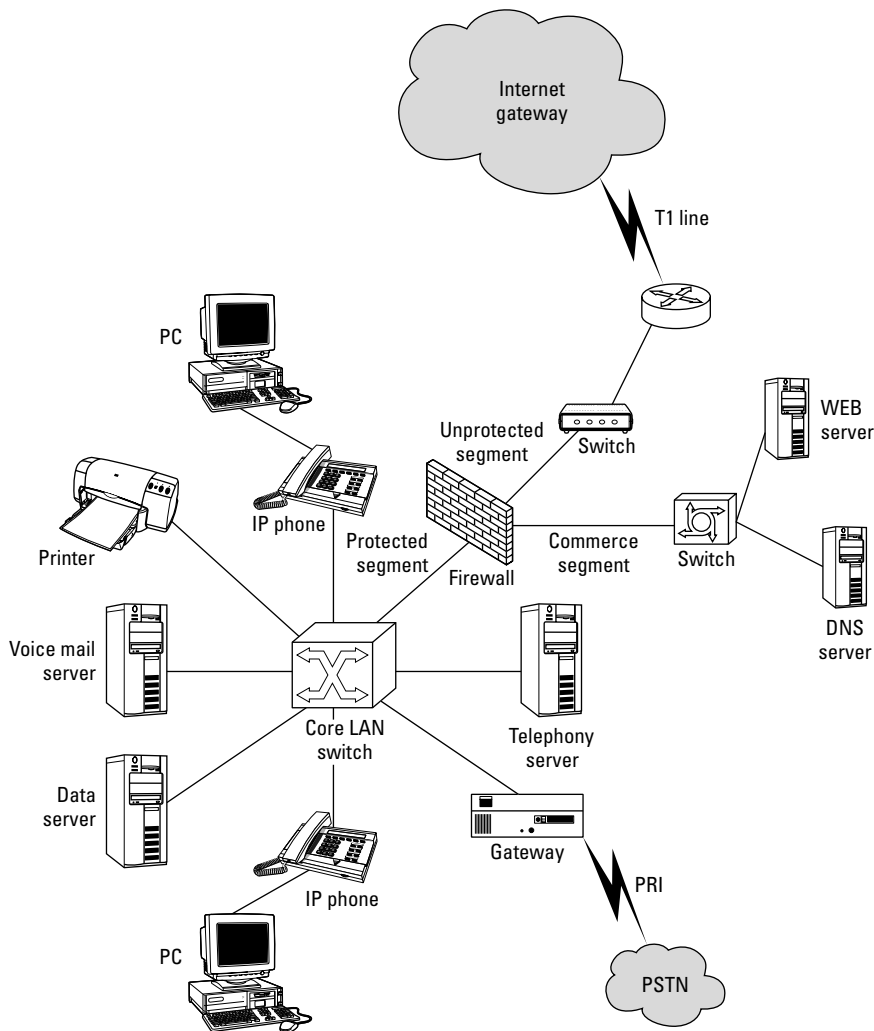 Internet
gateway
T1 line
PC
WEB
server
Unprotected
segment
Switch
IP phone
Printer
Protected
segment
Firewall
Commerce
segment
Switch
DNS
server
Voice mail
server
Core LAN
switch
Telephony
server
Data
server
Gateway
IP phone
PRI
PC
PSTN